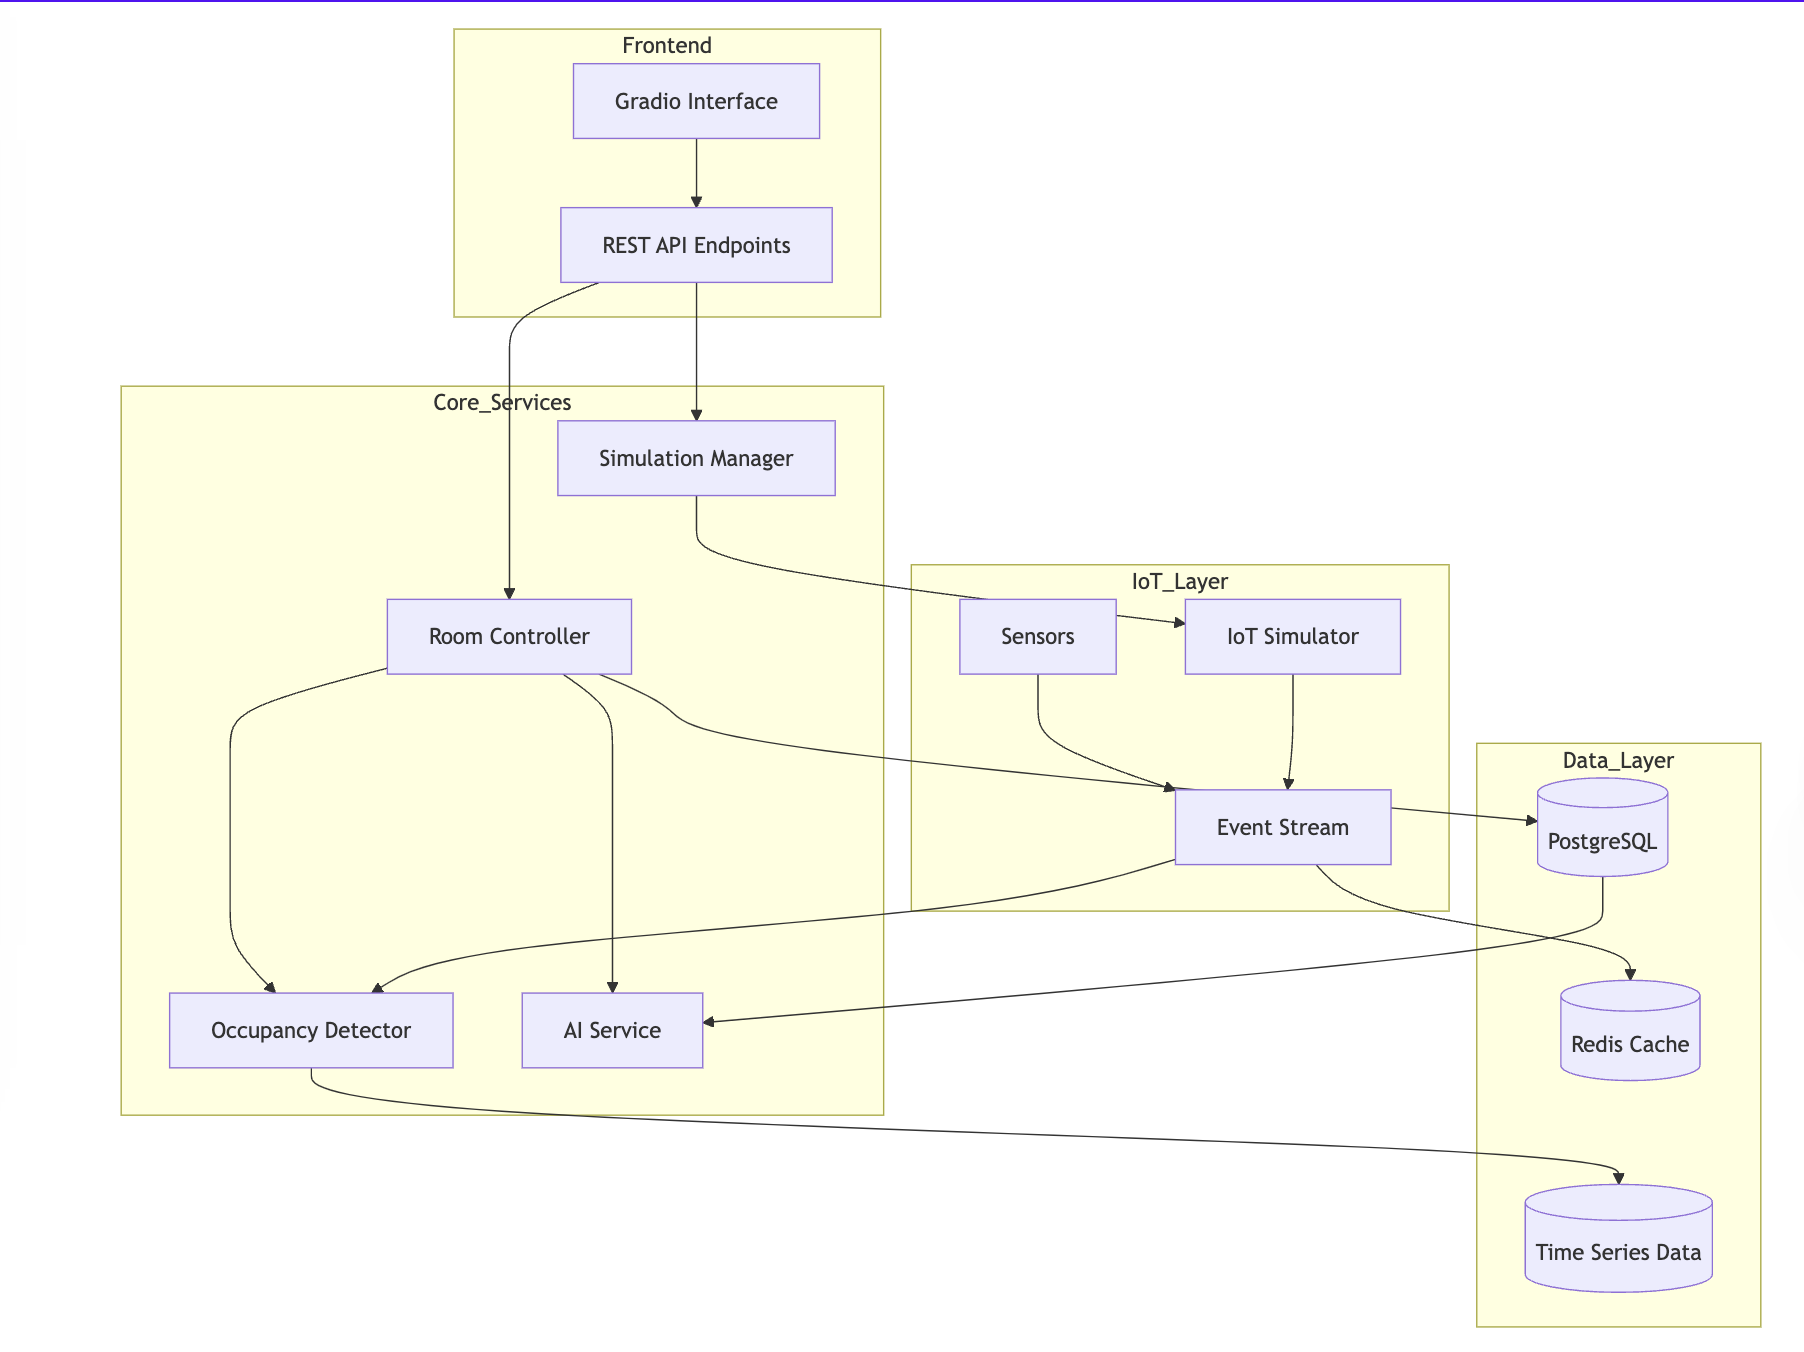 Frontend
Gradio Interface
REST API Endpoints
Core_Services
Simulation Manager
IoT_Layer
Room Controller
Sensors
IoT Simulator
Data_Layer
Event Stream
PostgreSQL
Occupancy Detector
AI Service
Redis Cache
Time Series Data